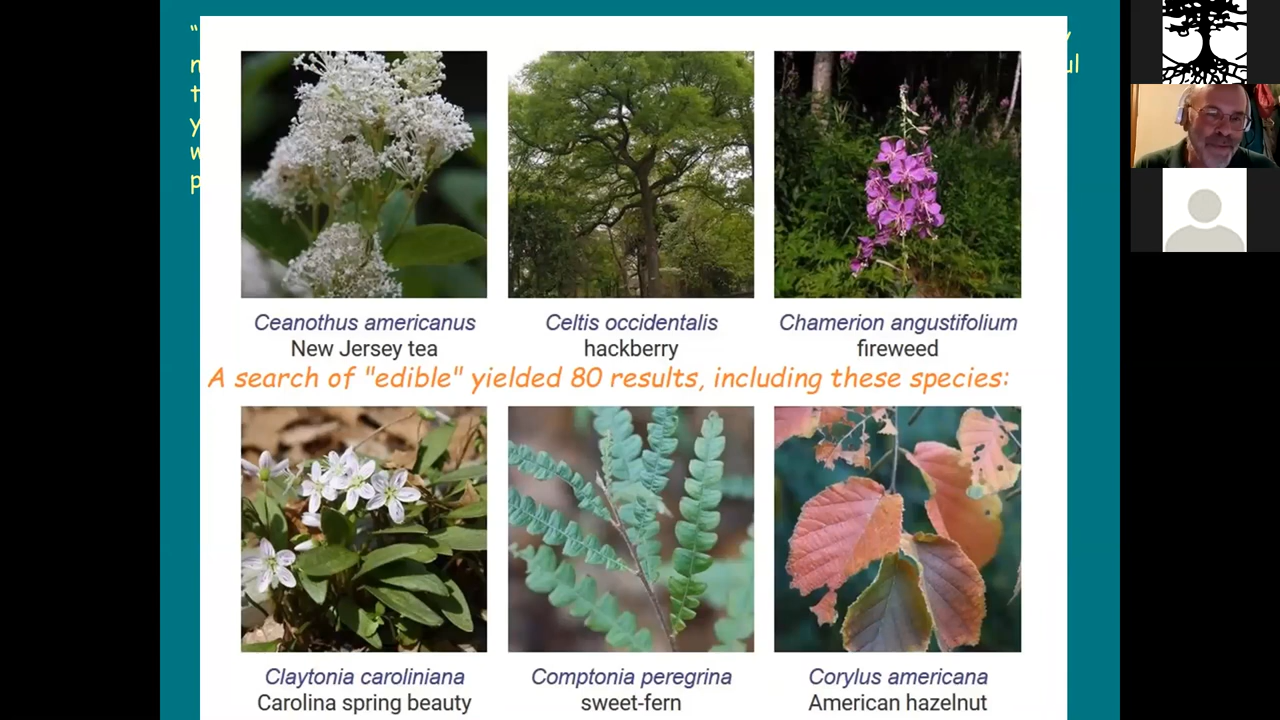 Ceanothus americanus
New Jersey tea
Celtis occidentalis
hackberry
Chamerion angustifolium
fireweed
A search of "edible" yielded 80 results, including these species:
Claytonia caroliniana
Carolina spring beauty
Comptonia peregrina
sweet-fern
Corylus americana
American hazelnut